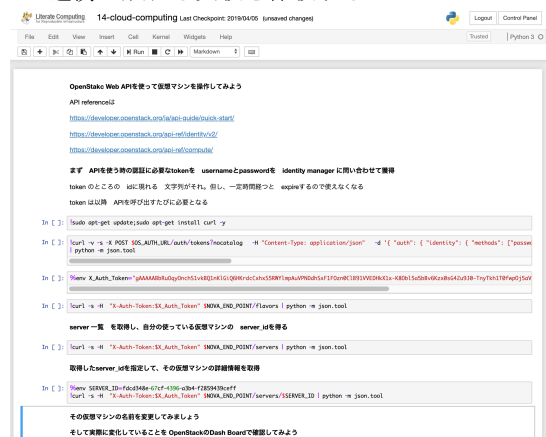 Literate Computing
for Reproducible Infrastructure
14-cloud-computing Last Checkpoint: 2019/04/05 (unsaved changes)
Logout Control Panel
File Edit View Insert Cell Kernel Widgets Help
Trusted Python 3
Run Markdown
OpenStakc Web APIを使って仮想マシンを操作してみよう
API referenceは
https://developer.openstack.org/ja/api-guide/quick-start/
https://developer.openstack.org/api-ref/identity/v2/
https://developer.openstack.org/api-ref/compute/
まず APIを使う時の認証に必要なtokenを usernameとpasswordを identity manager に問い合わせて獲得
token のところの idに現れる 文字列がそれ。但し、一定時間経つと expireするので使えなくなる
token は以降 APIを呼び出すたびに必要となる
In [ ]: !sudo apt-get update;sudo apt-get install curl -y
In [ ]: !curl -v -s -X POST $OS_AUTH_URL/auth/tokens?nocatalog -H "Content-Type: application/json" -d '{ "auth": { "identity": { "methods": ["passwo
| python -m json.tool
In [ ]: %env X_Auth_Token=
In [ ]: !curl -s -H "X-Auth-Token:$X_Auth_Token" $NOVA_END_POINT/flavors | python -m json.tool
server 一覧 を取得し、自分の使っている仮想マシンの server_idを得る
In [ ]: !curl -s -H "X-Auth-Token:$X_Auth_Token" $NOVA_END_POINT/servers | python -m json.tool
取得したserver_idを指定して、その仮想マシンの詳細情報を取得
In [ ]: %env SERVER_ID=fdcd348e-67cf-4396-a3b4-f2859439ceff
!curl -s -H "X-Auth-Token:$X_Auth_Token" $NOVA_END_POINT/servers/$SERVER_ID | python -m json.tool
その仮想マシンの名前を変更してみましょう
そして実際に変化していることを OpenStackのDash Boardで確認してみよう